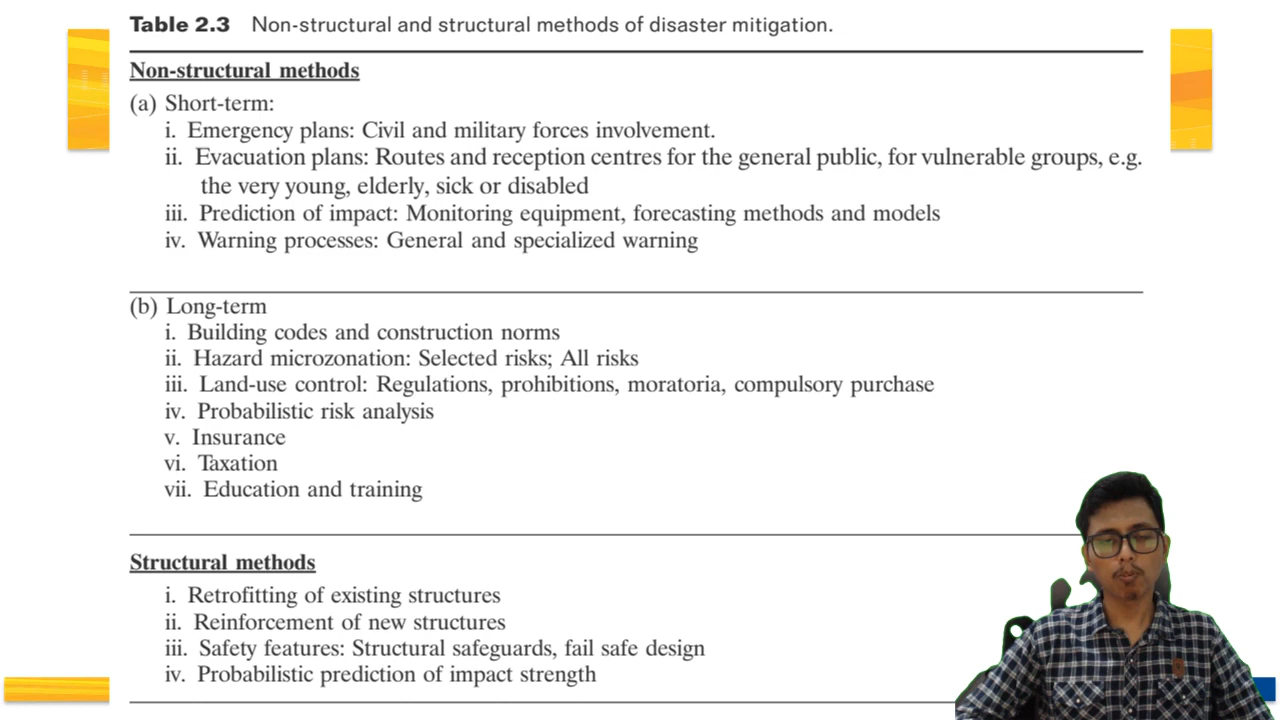 Table 2.3 Non-structural and structural methods of disaster mitigation.
Non-structural methods
(a) Short-term:
i. Emergency plans: Civil and military forces involvement.
ii. Evacuation plans: Routes and reception centres for the general public, for vulnerable groups, e.g.
the very young, elderly, sick or disabled
iii. Prediction of impact: Monitoring equipment, forecasting methods and models
iv. Warning processes: General and specialized warning
(b) Long-term
i. Building codes and construction norms
ii. Hazard microzonation: Selected risks; All risks
iii. Land-use control: Regulations, prohibitions, moratoria, compulsory purchase
iv. Probabilistic risk analysis
v. Insurance
vi. Taxation
vii. Education and training
Structural methods
i. Retrofitting of existing structures
ii. Reinforcement of new structures
iii. Safety features: Structural safeguards, fail safe design
iv. Probabilistic prediction of impact strength